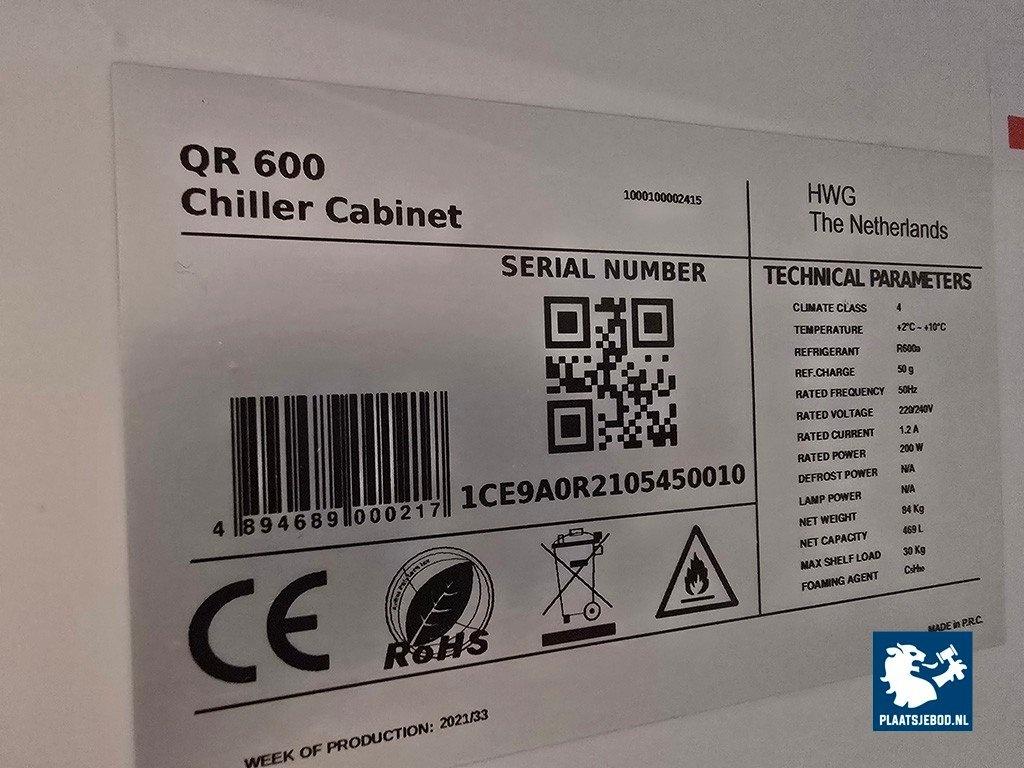 QR 600
Chiller Cabinet
1000100002415
HWG
The Netherlands
SERIAL NUMBER
1CE9A0R2105450010
4 894689 000217
TECHNICAL PARAMETERS
CLIMATE CLASS 4
TEMPERATURE +2°C ~ +10°C
REFRIGERANT R600a
REF.CHARGE 50 g
RATED FREQUENCY 50Hz
RATED VOLTAGE 220/240V
RATED CURRENT 1.2 A
RATED POWER 200 W
DEFROST POWER N/A
LAMP POWER N/A
NET WEIGHT 84 Kg
NET CAPACITY 469 L
MAX SHELF LOAD 30 Kg
FOAMING AGENT C5H10
CE
RoHS
MADE in P.R.C.
WEEK OF PRODUCTION: 2021/33
PLAATSJEBOD.NL